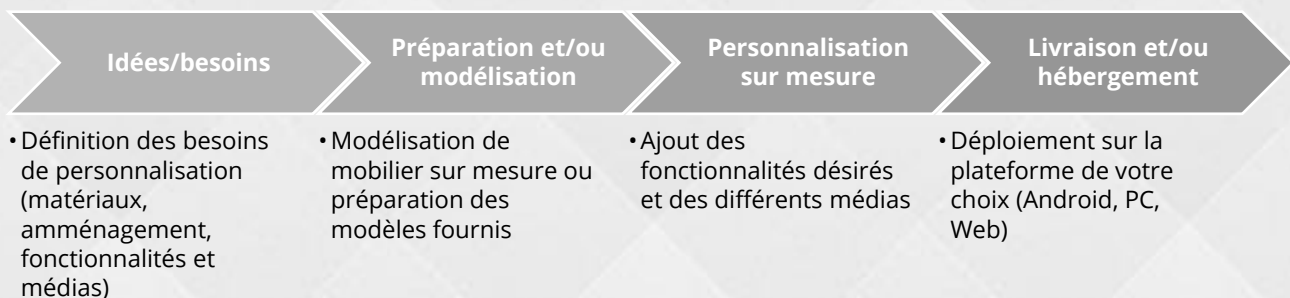 Idées/besoins
Préparation et/ou
modélisation
Personnalisation
sur mesure
Livraison et/ou
hébergement
• Définition des besoins
de personnalisation
(matériaux,
amménagement,
fonctionnalités et
médias)
• Modélisation de
mobilier sur mesure ou
préparation des
modèles fournis
• Ajout des
fonctionnalités désirés
et des différents médias
• Déploiement sur la
plateforme de votre
choix (Android, PC,
Web)